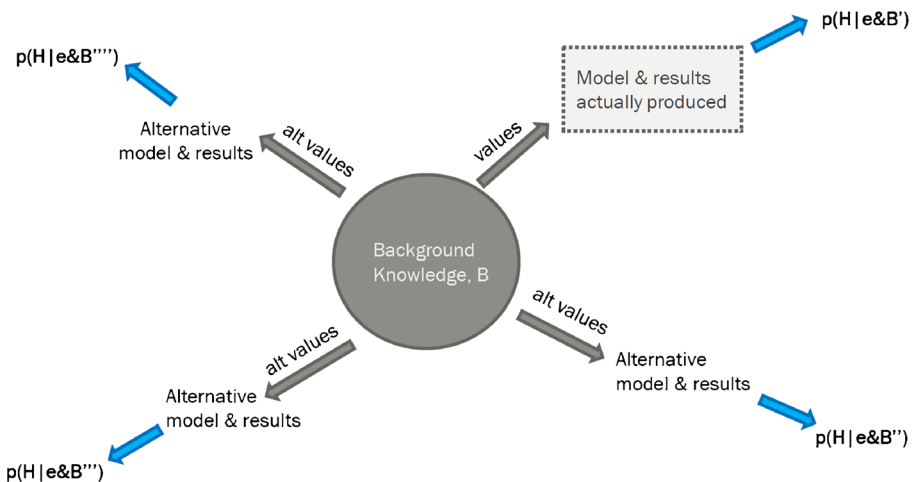 p(H|e&B')
p(H|e&B'''')
Model & results
actually produced
Alternative
model & results
alt values
values
Background
Knowledge, B
alt values
alt values
Alternative
model & results
Alternative
model & results
p(H|e&B'')
p(H|e&B''')